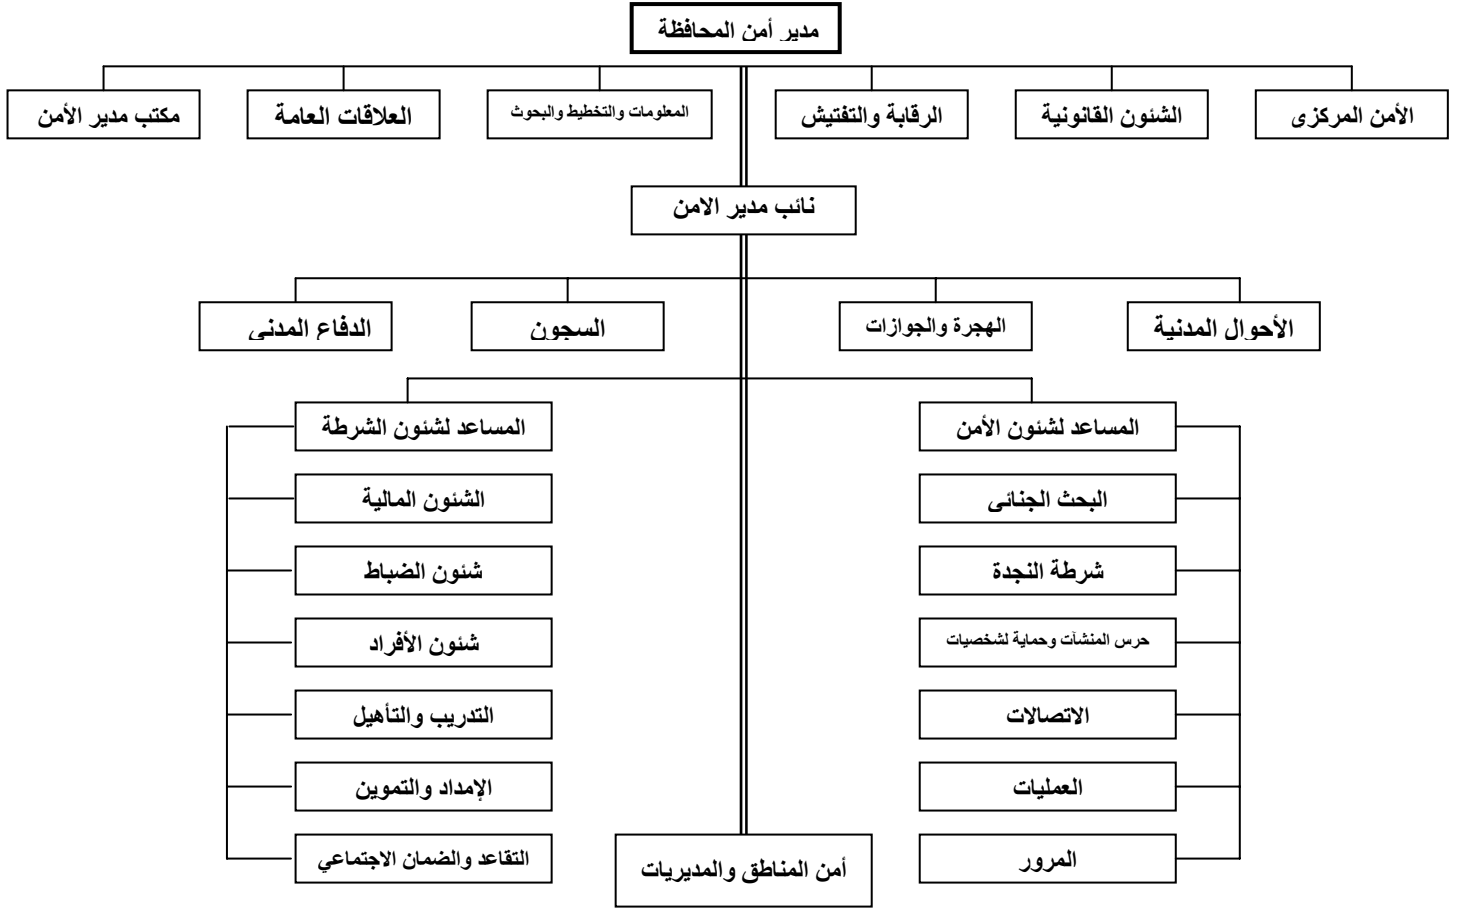 مدير أمن المحافظة
الأمن المركزى
الشئون القانونية
الرقابة والتفتيش
المعلومات والتخطيط والبحوث
العلاقات العامة
مكتب مدير الأمن
نائب مدير الامن
الأحوال المدنية
الهجرة والجوازات
السجون
الدفاع المدنى
المساعد لشئون الأمن
المساعد لشئون الشرطة
البحث الجنائى
الشئون المالية
شرطة النجدة
شئون الضباط
حرس المنشآت وحماية لشخصيات
شئون الأفراد
الاتصالات
التدريب والتأهيل
العمليات
الإمداد والتموين
المرور
أمن المناطق والمديريات
التقاعد والضمان الاجتماعي